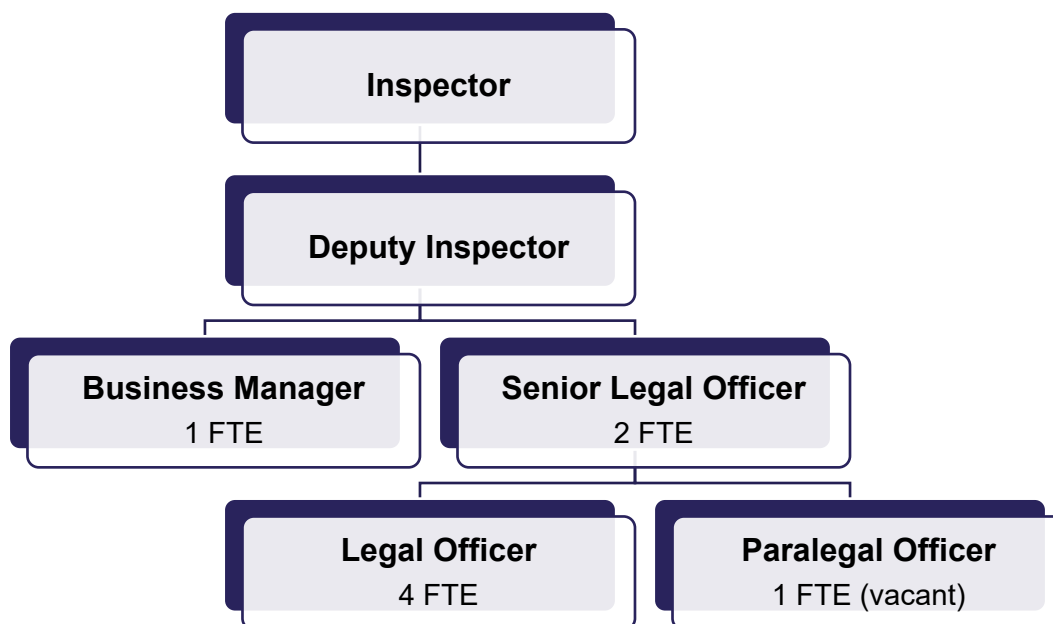 Inspector
Deputy Inspector
Business Manager
1 FTE
Senior Legal Officer
2 FTE
Legal Officer
4 FTE
Paralegal Officer
1 FTE (vacant)